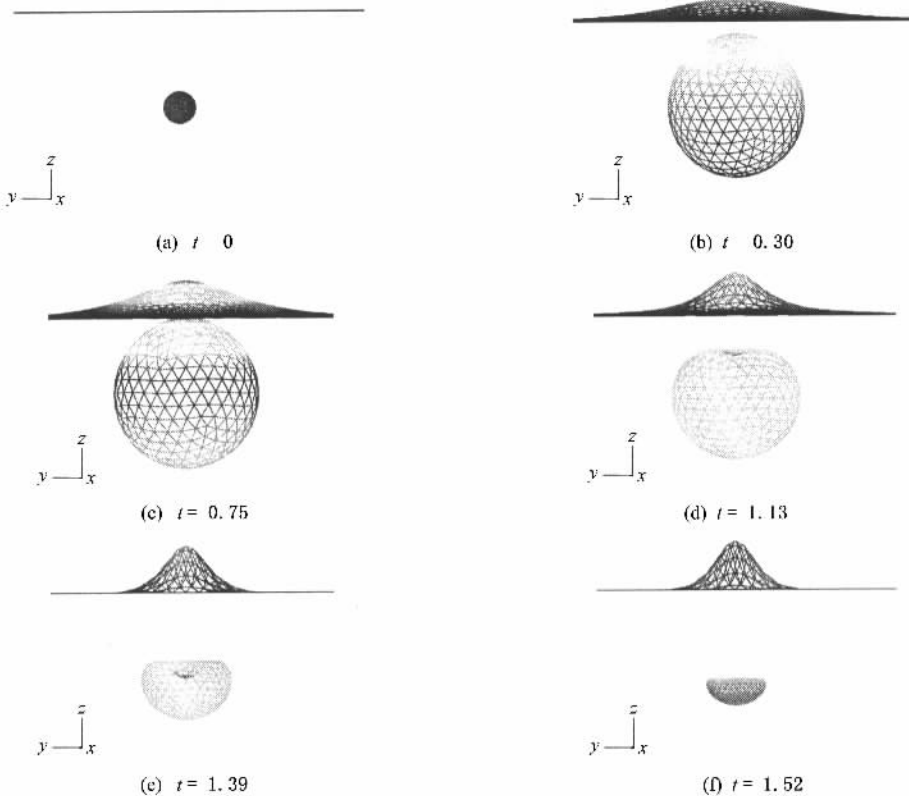 z
y x
(a) t 0
z
y x
(b) t 0.30
z
y x
(c) t = 0.75
z
y x
(d) t = 1.13
z
y x
(e) t = 1.39
z
y x
(f) t = 1.52